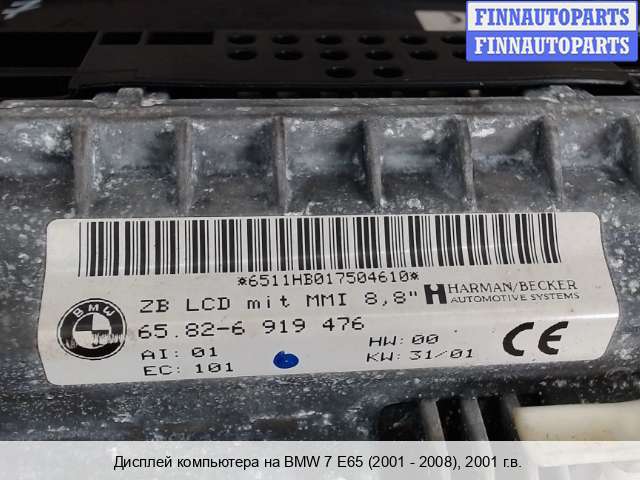 FINNAUTOPARTS
FINNAUTOPARTS
*6511HB017504610*
ZB LCD mit MMI 8,8"
HARMAN/BECKER
AUTOMOTIVE SYSTEMS
BMW
65.82-6 919 476
AI: 01
HW: 00
EC: 101
KW: 31/01
CE
Дисплей компьютера на BMW 7 E65 (2001 - 2008), 2001 г.в.